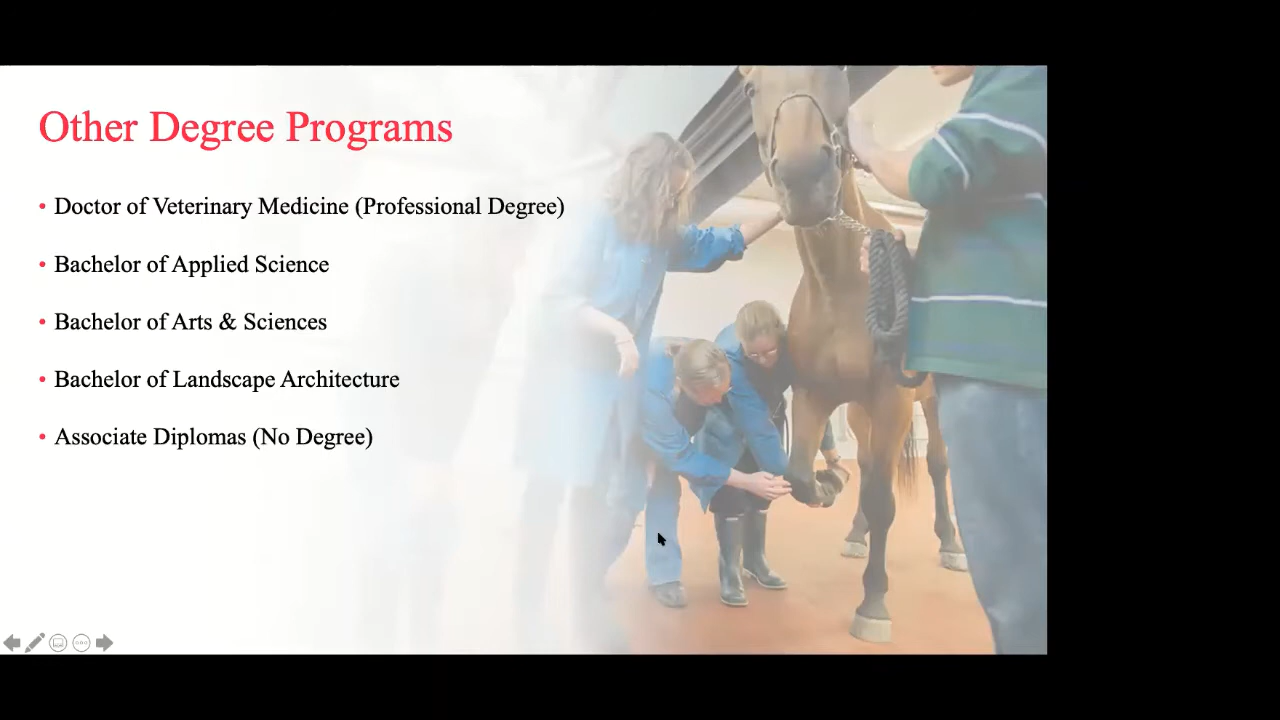 Other Degree Programs
• Doctor of Veterinary Medicine (Professional Degree)
• Bachelor of Applied Science
• Bachelor of Arts & Sciences
• Bachelor of Landscape Architecture
• Associate Diplomas (No Degree)